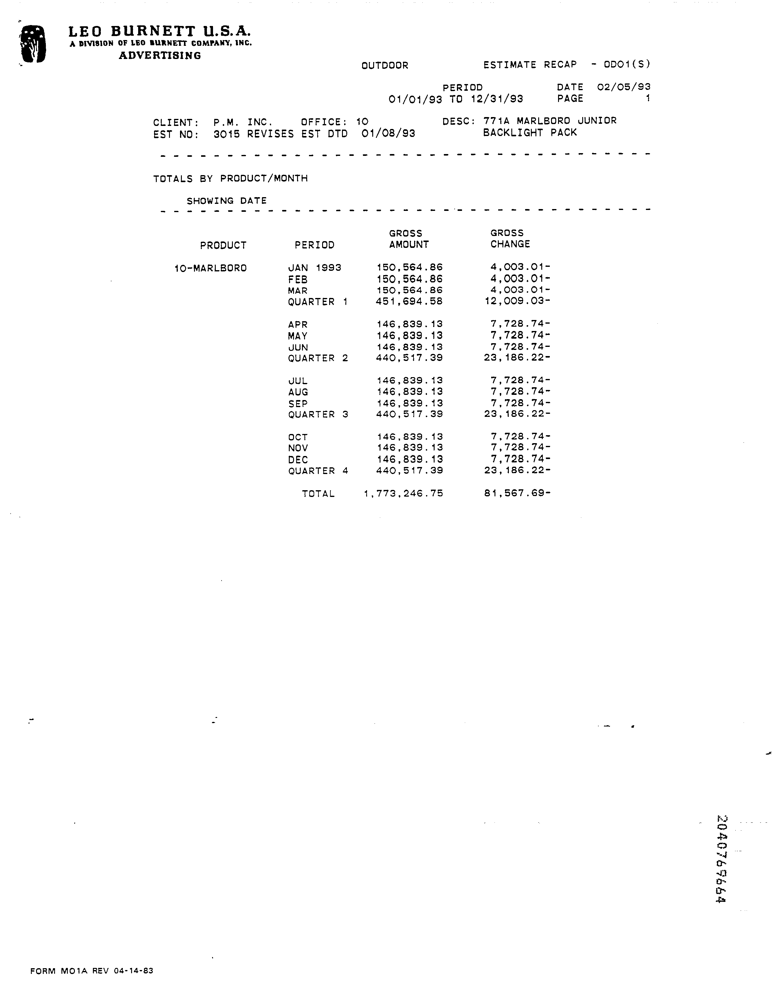 LEO BURNETT U.S.A.
A DIVISION OF LEO BURNETT COMPANY, INC.
ADVERTISING
OUTDOOR ESTIMATE RECAP - OD01(S)
PERIOD DATE 02/05/93
01/01/93 TO 12/31/93 PAGE 1
CLIENT: P.M. INC. OFFICE: 10 DESC: 771A MARLBORO JUNIOR
EST NO: 3015 REVISES EST DTD 01/08/93 BACKLIGHT PACK
- - - - - - - - - - - - - - - - - - - - - - - - - - - - - - - - - - - - -
TOTALS BY PRODUCT/MONTH
SHOWING DATE
- - - - - - - - - - - - - - - - - - - - - - - - - - - - - - - - - - - - -
GROSS GROSS
PRODUCT PERIOD AMOUNT CHANGE
10-MARLBORO JAN 1993 150,564.86 4,003.01-
FEB 150,564.86 4,003.01-
MAR 150,564.86 4,003.01-
QUARTER 1 451,694.58 12,009.03-
APR 146,839.13 7,728.74-
MAY 146,839.13 7,728.74-
JUN 146,839.13 7,728.74-
QUARTER 2 440,517.39 23,186.22-
JUL 146,839.13 7,728.74-
AUG 146,839.13 7,728.74-
SEP 146,839.13 7,728.74-
QUARTER 3 440,517.39 23,186.22-
OCT 146,839.13 7,728.74-
NOV 146,839.13 7,728.74-
DEC 146,839.13 7,728.74-
QUARTER 4 440,517.39 23,186.22-
TOTAL 1,773,246.75 81,567.69-
2040769664
FORM MO1A REV 04-14-83